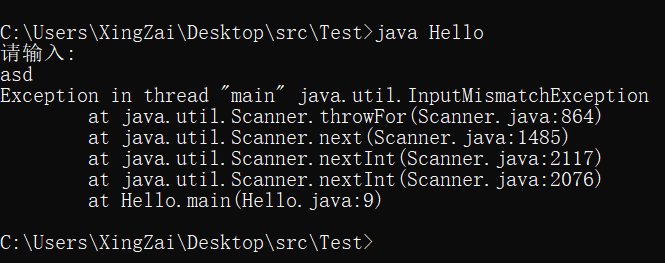 C:\Users\XingZai\Desktop\src\Test>java Hello
请输入:
asd
Exception in thread "main" java.util.InputMismatchException
at java.util.Scanner.throwFor(Scanner.java:864)
at java.util.Scanner.next(Scanner.java:1485)
at java.util.Scanner.nextInt(Scanner.java:2117)
at java.util.Scanner.nextInt(Scanner.java:2076)
at Hello.main(Hello.java:9)
C:\Users\XingZai\Desktop\src\Test>